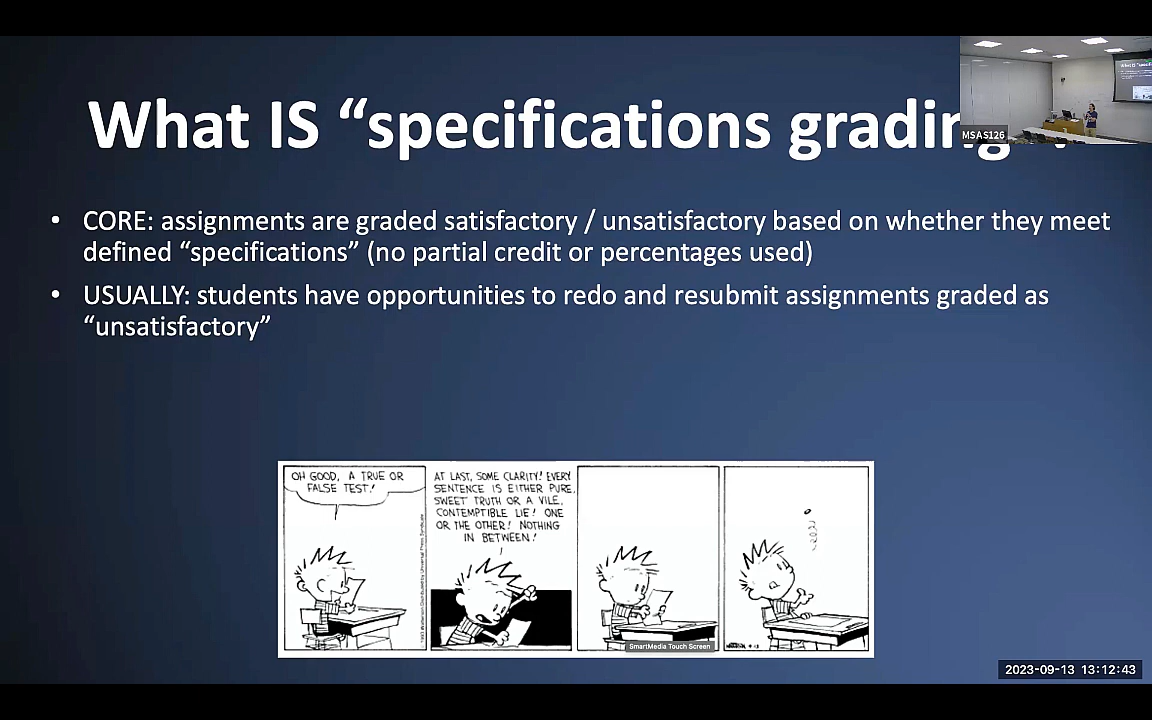 What IS “specifications grading
MSAS126
• CORE: assignments are graded satisfactory / unsatisfactory based on whether they meet
defined “specifications” (no partial credit or percentages used)
• USUALLY: students have opportunities to redo and resubmit assignments graded as
“unsatisfactory”
OH GOOD, A TRUE OR
FALSE TEST!
AT LAST, SOME CLARITY! EVERY
SENTENCE IS EITHER PURE,
SWEET TRUTH OR A VILE,
CONTEMPTIBLE LIE! ONE
OR THE OTHER! NOTHING
IN BETWEEN!
SmartMedia Touch Screen
2023-09-13 13:12:43